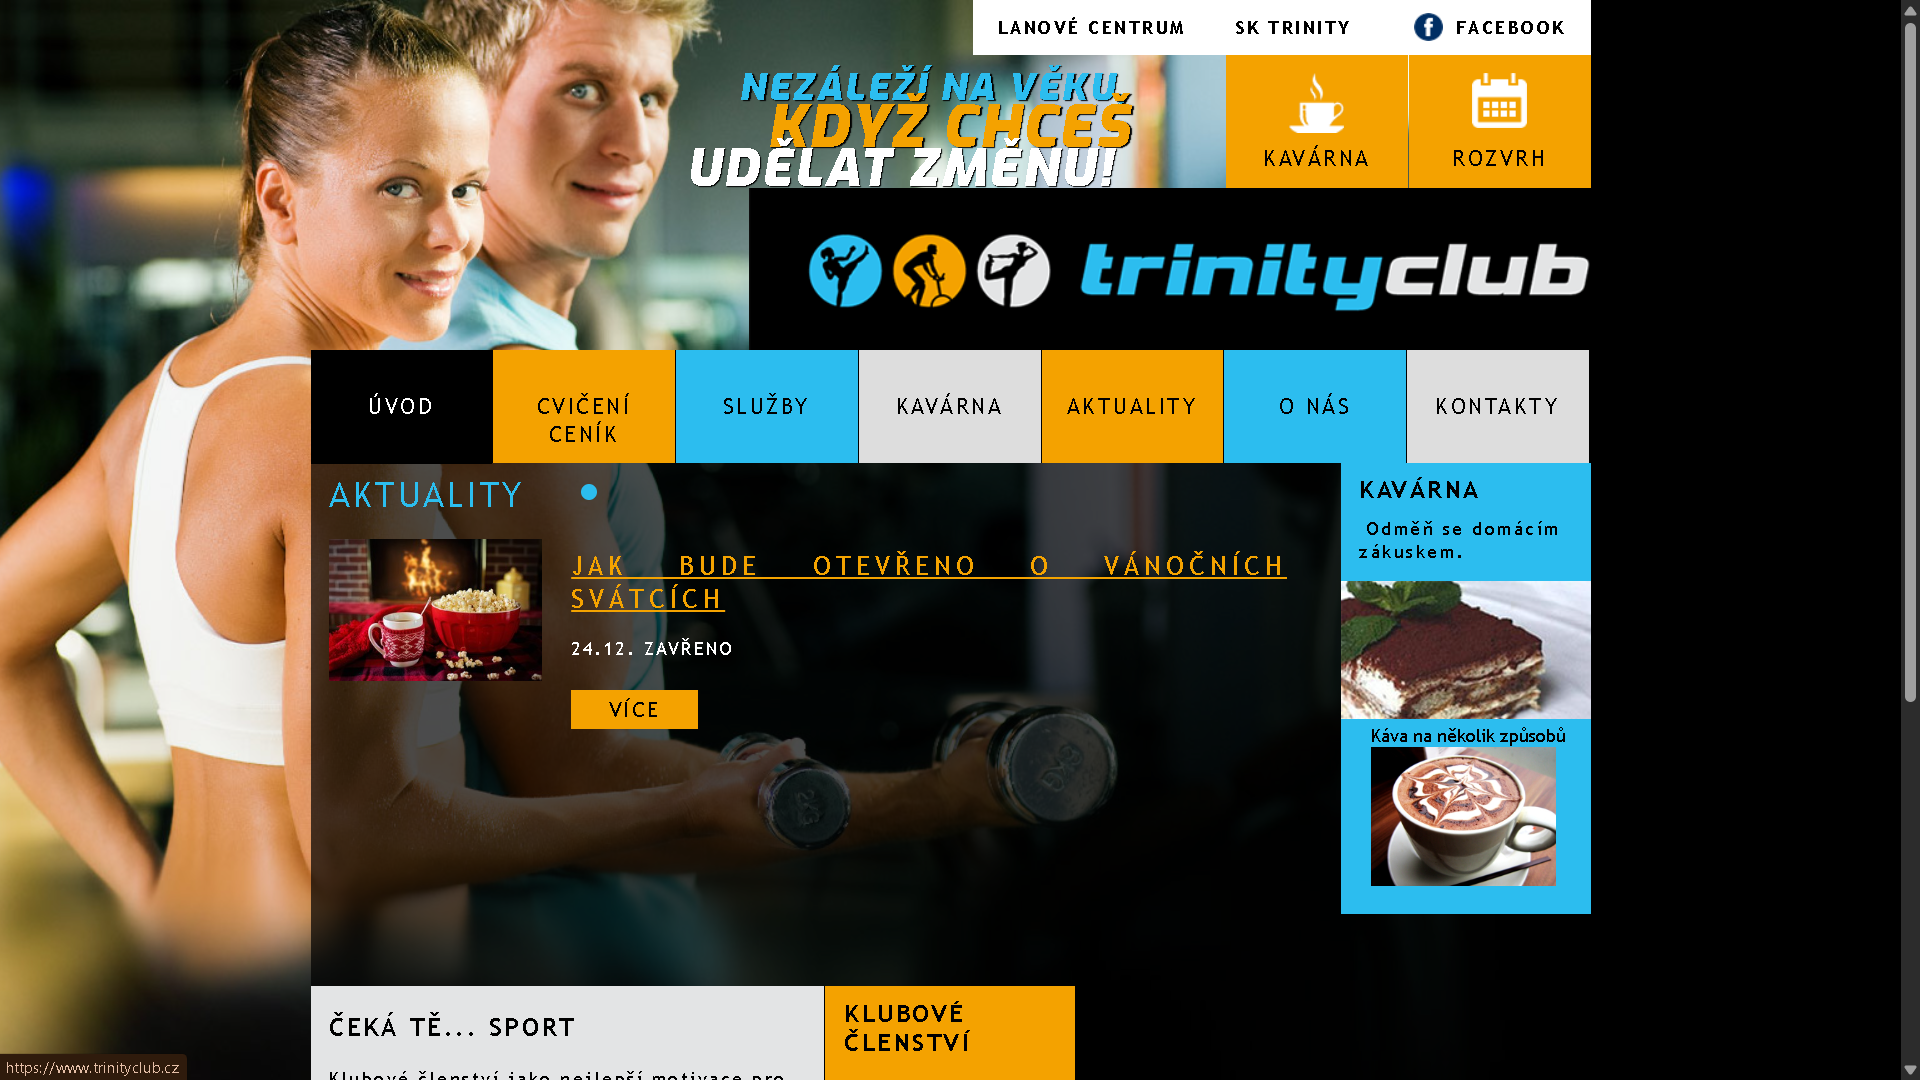 LANOVÉ CENTRUM
SK TRINITY
FACEBOOK
NEZÁLEŽÍ NA VĚKU
KDYŽ CHCEŠ
UDĚLAT ZMĚNU!
KAVÁRNA
ROZVRH
trinityclub
ÚVOD
CVIČENÍ
CENÍK
SLUŽBY
KAVÁRNA
AKTUALITY
O NÁS
KONTAKTY
AKTUALITY
JAK BUDE OTEVŘENO O VÁNOČNÍCH
SVÁTCÍCH
24.12. ZAVŘENO
VÍCE
KAVÁRNA
Odměň se domácím
zákuskem.
Káva na několik způsobů
ČEKÁ TĚ... SPORT
Klubové členství jako nejlepší motivace pro
KLUBOVÉ
ČLENSTVÍ
https://www.trinityclub.cz